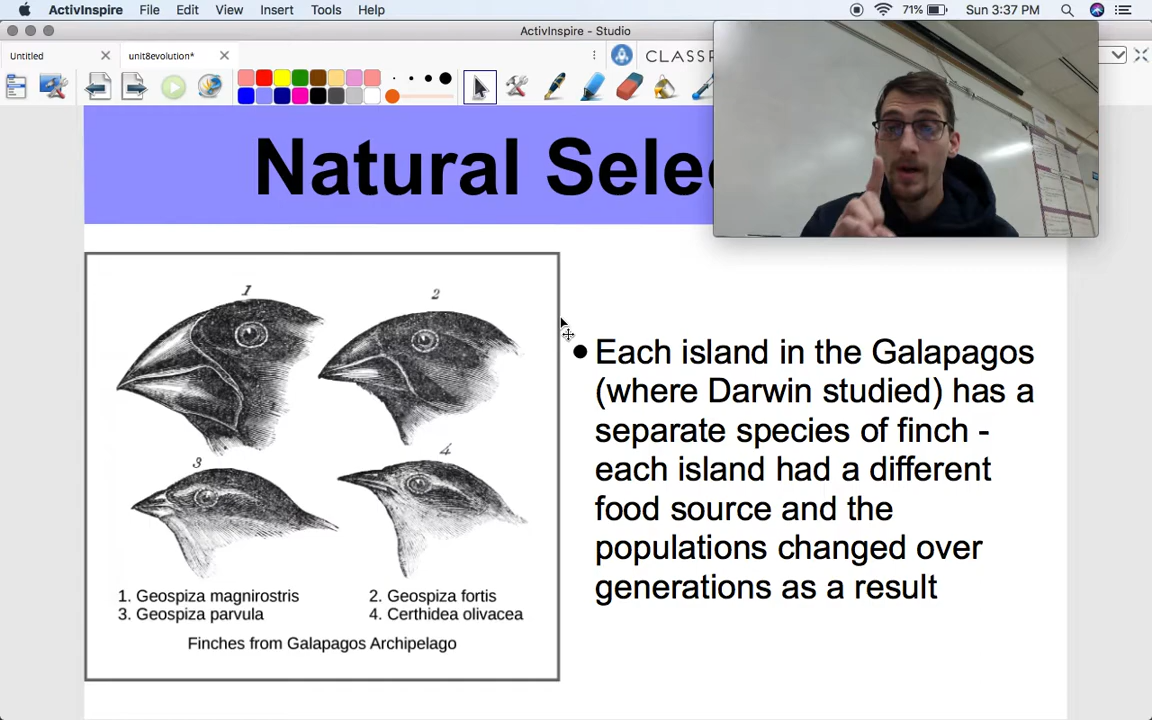 ActivInspire File Edit View Insert Tools Help 71% Sun 3:37 PM
ActivInspire - Studio
Untitled unit8evolution*
Natural
1 2
3 4
1. Geospiza magnirostris 2. Geospiza fortis
3. Geospiza parvula 4. Certhidea olivacea
Finches from Galapagos Archipelago
• Each island in the Galapagos
(where Darwin studied) has a
separate species of finch -
each island had a different
food source and the
populations changed over
generations as a result